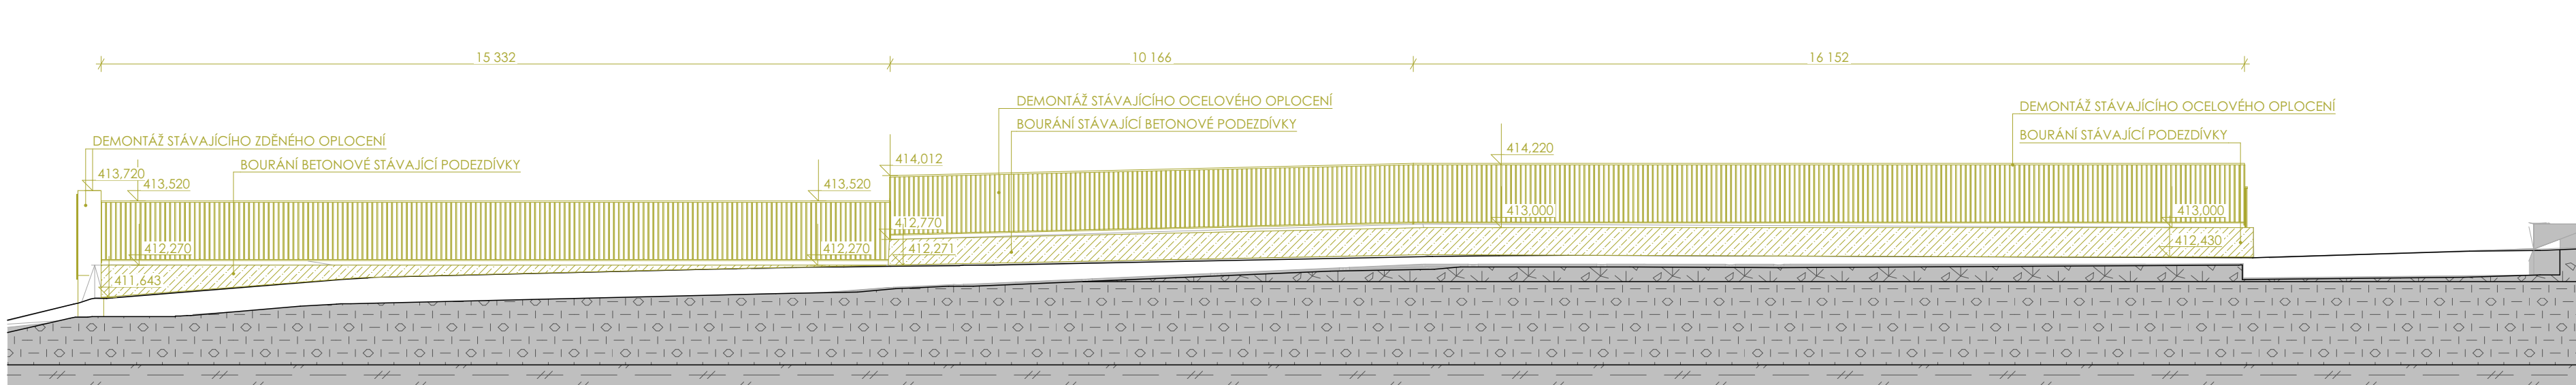 15 332
10 166
16 152
DEMONTÁŽ STÁVAJÍCÍHO OCELOVÉHO OPLOCENÍ
DEMONTÁŽ STÁVAJÍCÍHO OCELOVÉHO OPLOCENÍ
BOURÁNÍ STÁVAJÍCÍ BETONOVÉ PODEZDÍVKY
BOURÁNÍ STÁVAJÍCÍ PODEZDÍVKY
DEMONTÁŽ STÁVAJÍCÍHO ZDĚNÉHO OPLOCENÍ
414,220
414,012
BOURÁNÍ BETONOVÉ STÁVAJÍCÍ PODEZDÍVKY
413,720
413,520
413,520
413,000
413,000
412,770
412,430
412,270
412,270
412,271
411,643